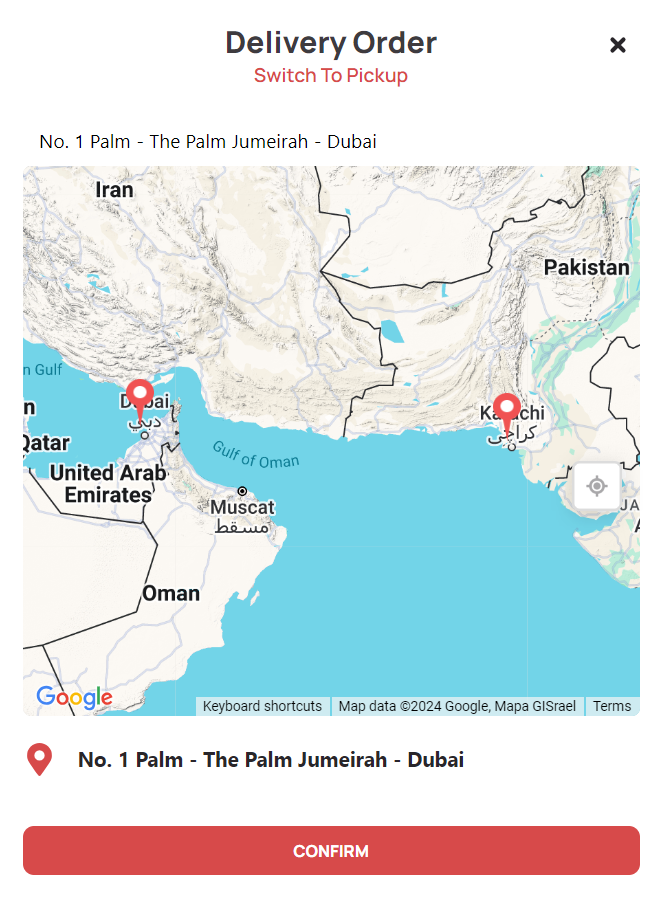 Delivery Order
Switch To Pickup
No. 1 Palm - The Palm Jumeirah - Dubai
Iran
Pakistan
n Gulf
Dubai
دبي
Karachi
كراچى
n
Qatar
Gulf of Oman
United Arab
Emirates
Muscat
مسقط
JA
Oman
Google
Keyboard shortcuts
Map data ©2024 Google, Mapa GISrael
Terms
No. 1 Palm - The Palm Jumeirah - Dubai
CONFIRM